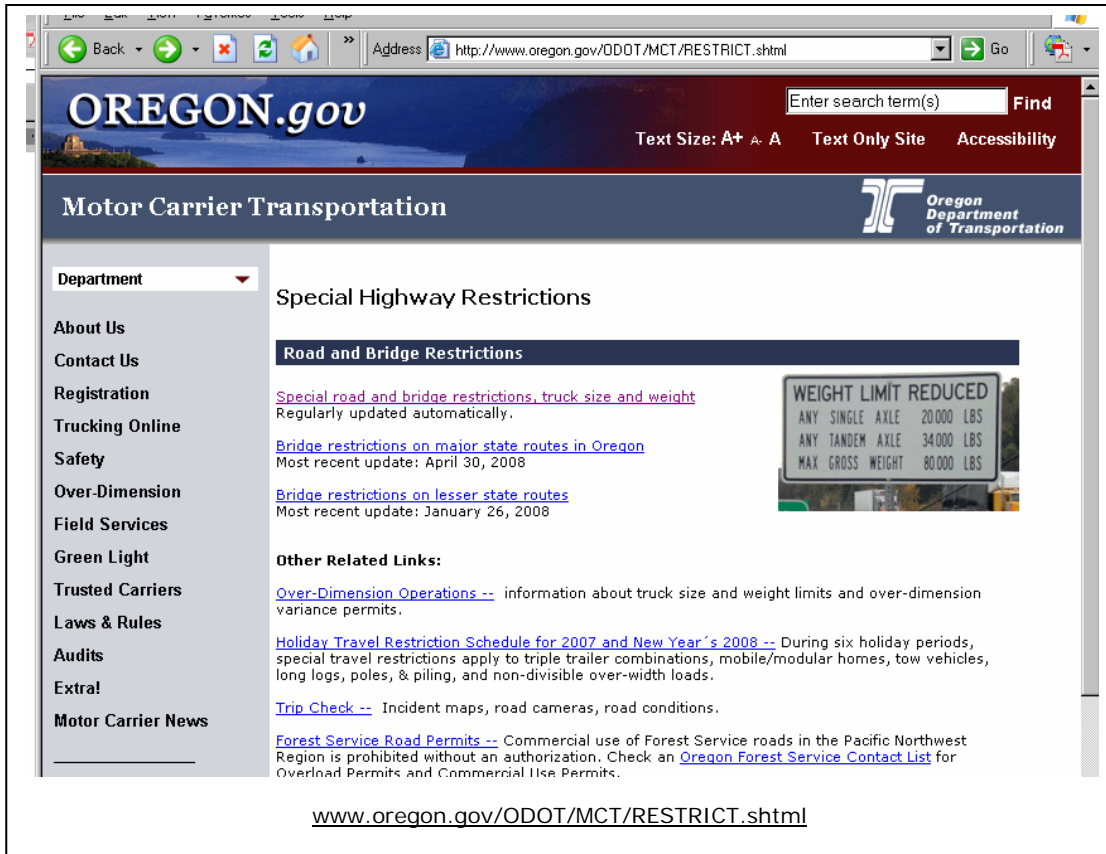 Back
»
Address http://www.oregon.gov/ODOT/MCT/RESTRICT.shtml
Go
OREGON.gov
Enter search term(s) Find
Text Size: A+ A- A Text Only Site Accessibility
Motor Carrier Transportation
Oregon
Department
of Transportation
Department
About Us
Contact Us
Registration
Trucking Online
Safety
Over-Dimension
Field Services
Green Light
Trusted Carriers
Laws & Rules
Audits
Extra!
Motor Carrier News
Special Highway Restrictions
Road and Bridge Restrictions
Special road and bridge restrictions, truck size and weight
Regularly updated automatically.
Bridge restrictions on major state routes in Oregon
Most recent update: April 30, 2008
Bridge restrictions on lesser state routes
Most recent update: January 26, 2008
WEIGHT LIMIT REDUCED
ANY SINGLE AXLE 20000 LBS
ANY TANDEM AXLE 34000 LBS
MAX GROSS WEIGHT 80000 LBS
Other Related Links:
Over-Dimension Operations -- information about truck size and weight limits and over-dimension
variance permits.
Holiday Travel Restriction Schedule for 2007 and New Year´s 2008 -- During six holiday periods,
special travel restrictions apply to triple trailer combinations, mobile/modular homes, tow vehicles,
long logs, poles, & piling, and non-divisible over-width loads.
Trip Check -- Incident maps, road cameras, road conditions.
Forest Service Road Permits -- Commercial use of Forest Service roads in the Pacific Northwest
Region is prohibited without an authorization. Check an Oregon Forest Service Contact List for
Overload Permits and Commercial Use Permits.
www.oregon.gov/ODOT/MCT/RESTRICT.shtml